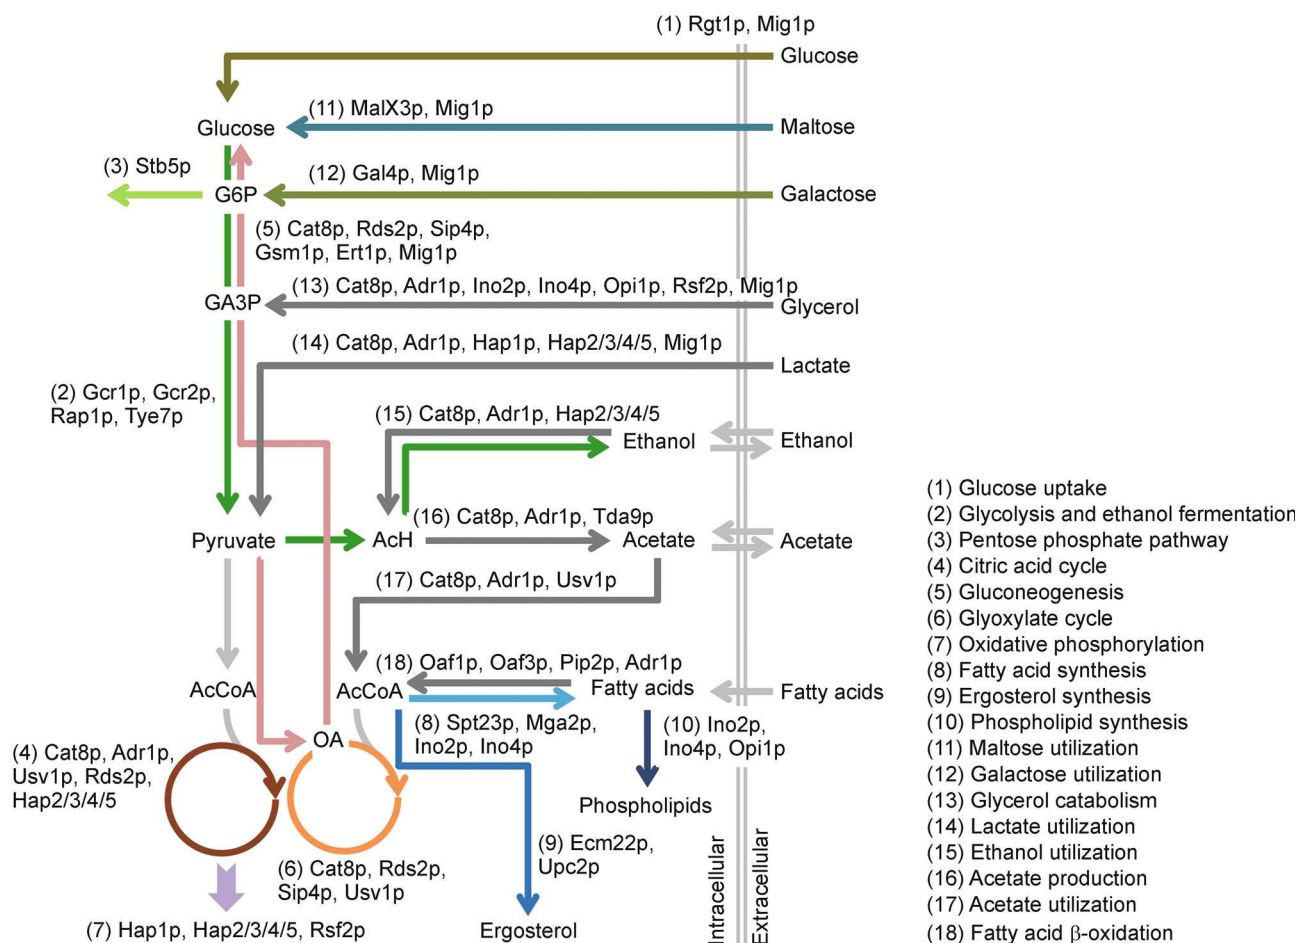 (1) Rgt1p, Mig1p
Glucose
Glucose
(11) MalX3p, Mig1p
Maltose
(3) Stb5p
G6P
(12) Gal4p, Mig1p
Galactose
(5) Cat8p, Rds2p, Sip4p,
Gsm1p, Ert1p, Mig1p
GA3P
(13) Cat8p, Adr1p, Ino2p, Ino4p, Opi1p, Rsf2p, Mig1p
Glycerol
(14) Cat8p, Adr1p, Hap1p, Hap2/3/4/5, Mig1p
Lactate
(2) Gcr1p, Gcr2p,
Rap1p, Tye7p
(15) Cat8p, Adr1p, Hap2/3/4/5
Ethanol
Ethanol
Pyruvate
AcH
(16) Cat8p, Adr1p, Tda9p
Acetate
Acetate
(17) Cat8p, Adr1p, Usv1p
AcCoA
AcCoA
(18) Oaf1p, Oaf3p, Pip2p, Adr1p
Fatty acids
Fatty acids
(8) Spt23p, Mga2p,
Ino2p, Ino4p
(10) Ino2p,
Ino4p, Opi1p
OA
(4) Cat8p, Adr1p,
Usv1p, Rds2p,
Hap2/3/4/5
Phospholipids
(9) Ecm22p,
Upc2p
(6) Cat8p, Rds2p,
Sip4p, Usv1p
(7) Hap1p, Hap2/3/4/5, Rsf2p
Ergosterol
Intracellular
Extracellular
(1) Glucose uptake
(2) Glycolysis and ethanol fermentation
(3) Pentose phosphate pathway
(4) Citric acid cycle
(5) Gluconeogenesis
(6) Glyoxylate cycle
(7) Oxidative phosphorylation
(8) Fatty acid synthesis
(9) Ergosterol synthesis
(10) Phospholipid synthesis
(11) Maltose utilization
(12) Galactose utilization
(13) Glycerol catabolism
(14) Lactate utilization
(15) Ethanol utilization
(16) Acetate production
(17) Acetate utilization
(18) Fatty acid β-oxidation